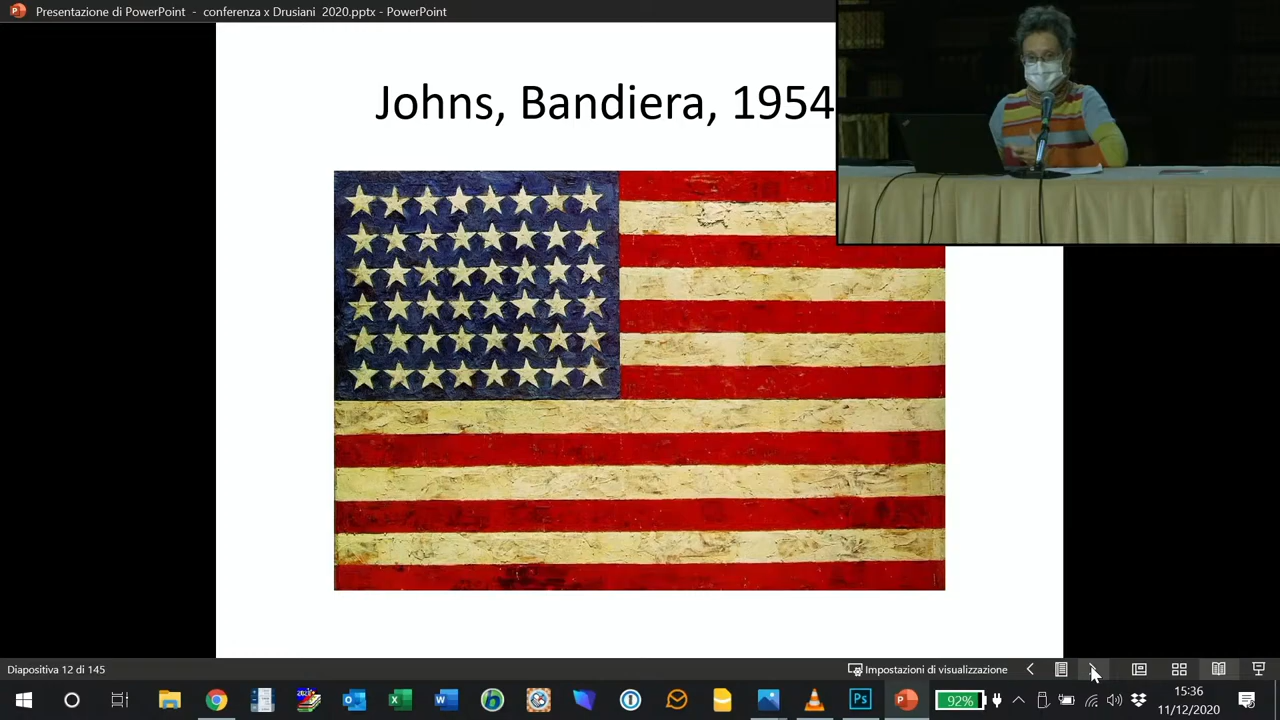 Presentazione di PowerPoint - conferenza x Drusiani 2020.pptx - PowerPoint
Johns, Bandiera, 1954
Diapositiva 12 di 145
Impostazioni di visualizzazione
92%
15:36
11/12/2020